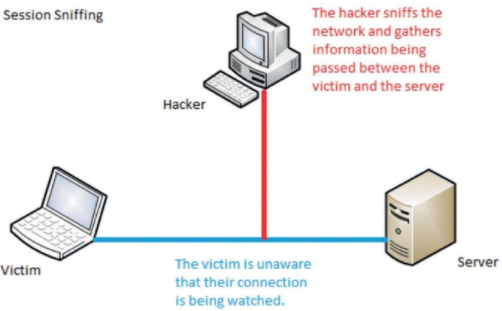 Session Sniffing
The hacker sniffs the
network and gathers
information being
passed between the
victim and the server
Hacker
Victim
The victim is unaware
that their connection
is being watched.
Server